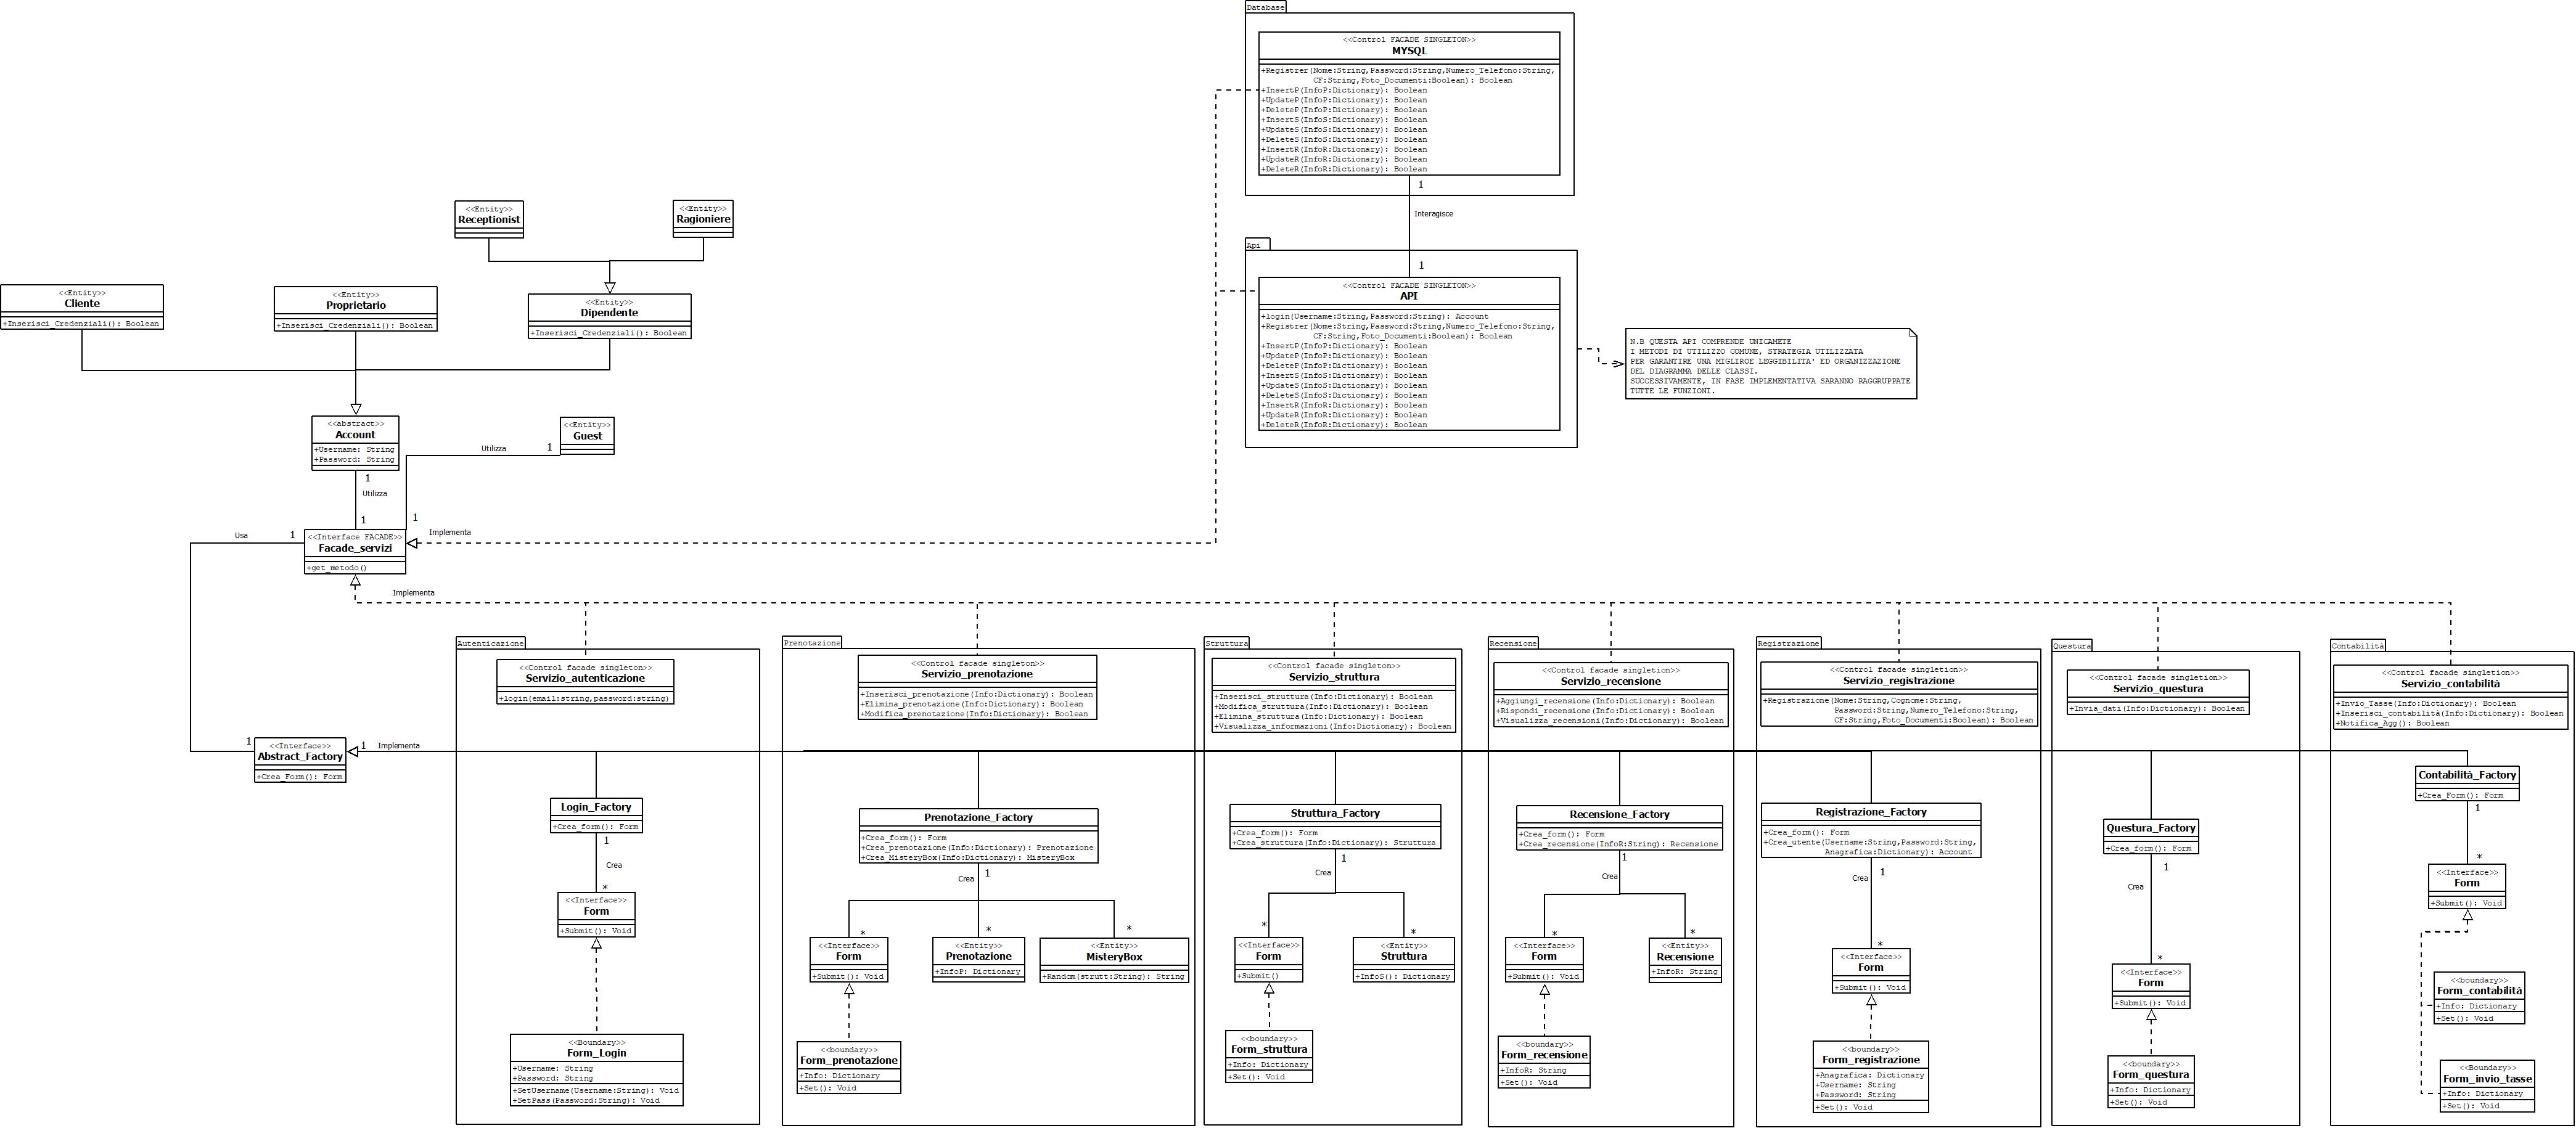 Database
<<Control FACADE SINGLETON>>
MYSQL
+Registrer(Nome:String,Password:String,Numero_Telefono:String,
CF:String,Foto_Documenti:Boolean): Boolean
+InsertP(InfoP:Dictionary): Boolean
+UpdateP(InfoP:Dictionary): Boolean
+DeleteP(InfoP:Dictionary): Boolean
+InsertS(InfoS:Dictionary): Boolean
+UpdateS(InfoS:Dictionary): Boolean
+DeleteS(InfoS:Dictionary): Boolean
+InsertR(InfoR:Dictionary): Boolean
+UpdateR(InfoR:Dictionary): Boolean
+DeleteR(InfoR:Dictionary): Boolean
1
Interagisce
1
Api
<<Control FACADE SINGLETON>>
API
+login(Username:String,Password:String): Account
+Registrer(Nome:String,Password:String,Numero_Telefono:String,
CF:String,Foto_Documenti:Boolean): Boolean
+InsertP(InfoP:Dictionary): Boolean
+UpdateP(InfoP:Dictionary): Boolean
+DeleteP(InfoP:Dictionary): Boolean
+InsertS(InfoS:Dictionary): Boolean
+UpdateS(InfoS:Dictionary): Boolean
+DeleteS(InfoS:Dictionary): Boolean
+InsertR(InfoR:Dictionary): Boolean
+UpdateR(InfoR:Dictionary): Boolean
+DeleteR(InfoR:Dictionary): Boolean
N.B QUESTA API COMPRENDE UNICAMETE
I METODI DI UTILIZZO COMUNE, STRATEGIA UTILIZZATA
PER GARANTIRE UNA MIGLIROE LEGGIBILITA' ED ORGANIZZAZIONE
DEL DIAGRAMMA DELLE CLASSI.
SUCCESSIVAMENTE, IN FASE IMPLEMENTATIVA SARANNO RAGGRUPPATE
TUTTE LE FUNZIONI.
<<Entity>>
Receptionist
<<Entity>>
Ragioniere
<<Entity>>
Cliente
+Inserisci_Credenziali(): Boolean
<<Entity>>
Proprietario
+Inserisci_Credenziali(): Boolean
<<Entity>>
Dipendente
+Inserisci_Credenziali(): Boolean
<<abstract>>
Account
+Username: String
+Password: String
<<Entity>>
Guest
1
Utilizza
1
Utilizza
1
1
<<Interface FACADE>>
Facade_servizi
+get_metodo()
Usa
1
Implementa
Implementa
1
<<Interface>>
Abstract_Factory
+Crea_Form(): Form
1
Implementa
Autenticazione
<<Control facade singleton>>
Servizio_autenticazione
+login(email:string,password:string)
Login_Factory
+Crea_form(): Form
1
Crea
*
<<Interface>>
Form
+Submit(): Void
<<Boundary>>
Form_Login
+Username: String
+Password: String
+SetUsername(Username:String): Void
+SetPass(Password:String): Void
Prenotazione
<<Control facade singleton>>
Servizio_prenotazione
+Inserisci_prenotazione(Info:Dictionary): Boolean
+Elimina_prenotazione(Info:Dictionary): Boolean
+Modifica_prenotazione(Info:Dictionary): Boolean
Prenotazione_Factory
+Crea_form(): Form
+Crea_prenotazione(Info:Dictionary): Prenotazione
+Crea_MisteryBox(Info:Dictionary): MisteryBox
Crea
1
*
*
*
<<Interface>>
Form
+Submit(): Void
<<Entity>>
Prenotazione
+InfoP: Dictionary
<<Entity>>
MisteryBox
+Random(strutt:String): String
<<boundary>>
Form_prenotazione
+Info: Dictionary
+Set(): Void
Struttura
<<Control facade singleton>>
Servizio_struttura
+Inserisci_struttura(Info:Dictionary): Boolean
+Modifica_struttura(Info:Dictionary): Boolean
+Elimina_struttura(Info:Dictionary): Boolean
+Visualizza_informazioni(Info:Dictionary): Boolean
Struttura_Factory
+Crea_form(): Form
+Crea_struttura(Info:Dictionary): Struttura
1
Crea
*
*
<<Interface>>
Form
+Submit()
<<Entity>>
Struttura
+InfoS(): Dictionary
<<boundary>>
Form_struttura
+Info: Dictionary
+Set(): Void
Recensione
<<Control facade singletion>>
Servizio_recensione
+Aggiungi_recensione(Info:Dictionary): Boolean
+Rispondi_recensione(Info:Dictionary): Boolean
+Visualizza_recensioni(Info:Dictionary): Boolean
Recensione_Factory
+Crea_form(): Form
+Crea_recensione(InfoR:String): Recensione
1
Crea
*
*
<<Interface>>
Form
+Submit(): Void
<<Entity>>
Recensione
+InfoR: String
<<boundary>>
Form_recensione
+InfoR: String
+Set(): Void
Registrazione
<<Control facade singletion>>
Servizio_registrazione
+Registrazione(Nome:String,Cognome:String,
Password:String,Numero_Telefono:String,
CF:String,Foto_Documenti:Boolean): Boolean
Registrazione_Factory
+Crea_form(): Form
+Crea_utente(Username:String,Password:String,
Anagrafica:Dictionary): Account
1
Crea
*
<<Interface>>
Form
+Submit(): Void
<<boundary>>
Form_registrazione
+Anagrafica: Dictionary
+Username: String
+Password: String
+Set(): Void
Questura
<<Control facade singletion>>
Servizio_questura
+Invia_dati(Info:Dictionary): Boolean
Questura_Factory
+Crea_form(): Form
1
Crea
*
<<Interface>>
Form
+Submit(): Void
<<boundary>>
Form_questura
+Info: Dictionary
+Set(): Void
Contabilità
<<Control facade singletion>>
Servizio_contabilità
+Invio_Tasse(Info:Dictionary): Boolean
+Inserisci_contabilità(Info:Dictionary): Boolean
+Notifica_Agg(): Boolean
Contabilità_Factory
+Crea_Form(): Form
1
*
<<Interface>>
Form
+Submit(): Void
<<boundary>>
Form_contabilità
+Info: Dictionary
+Set(): Void
<<Boundary>>
Form_invio_tasse
+Info: Dictionary
+Set(): Void